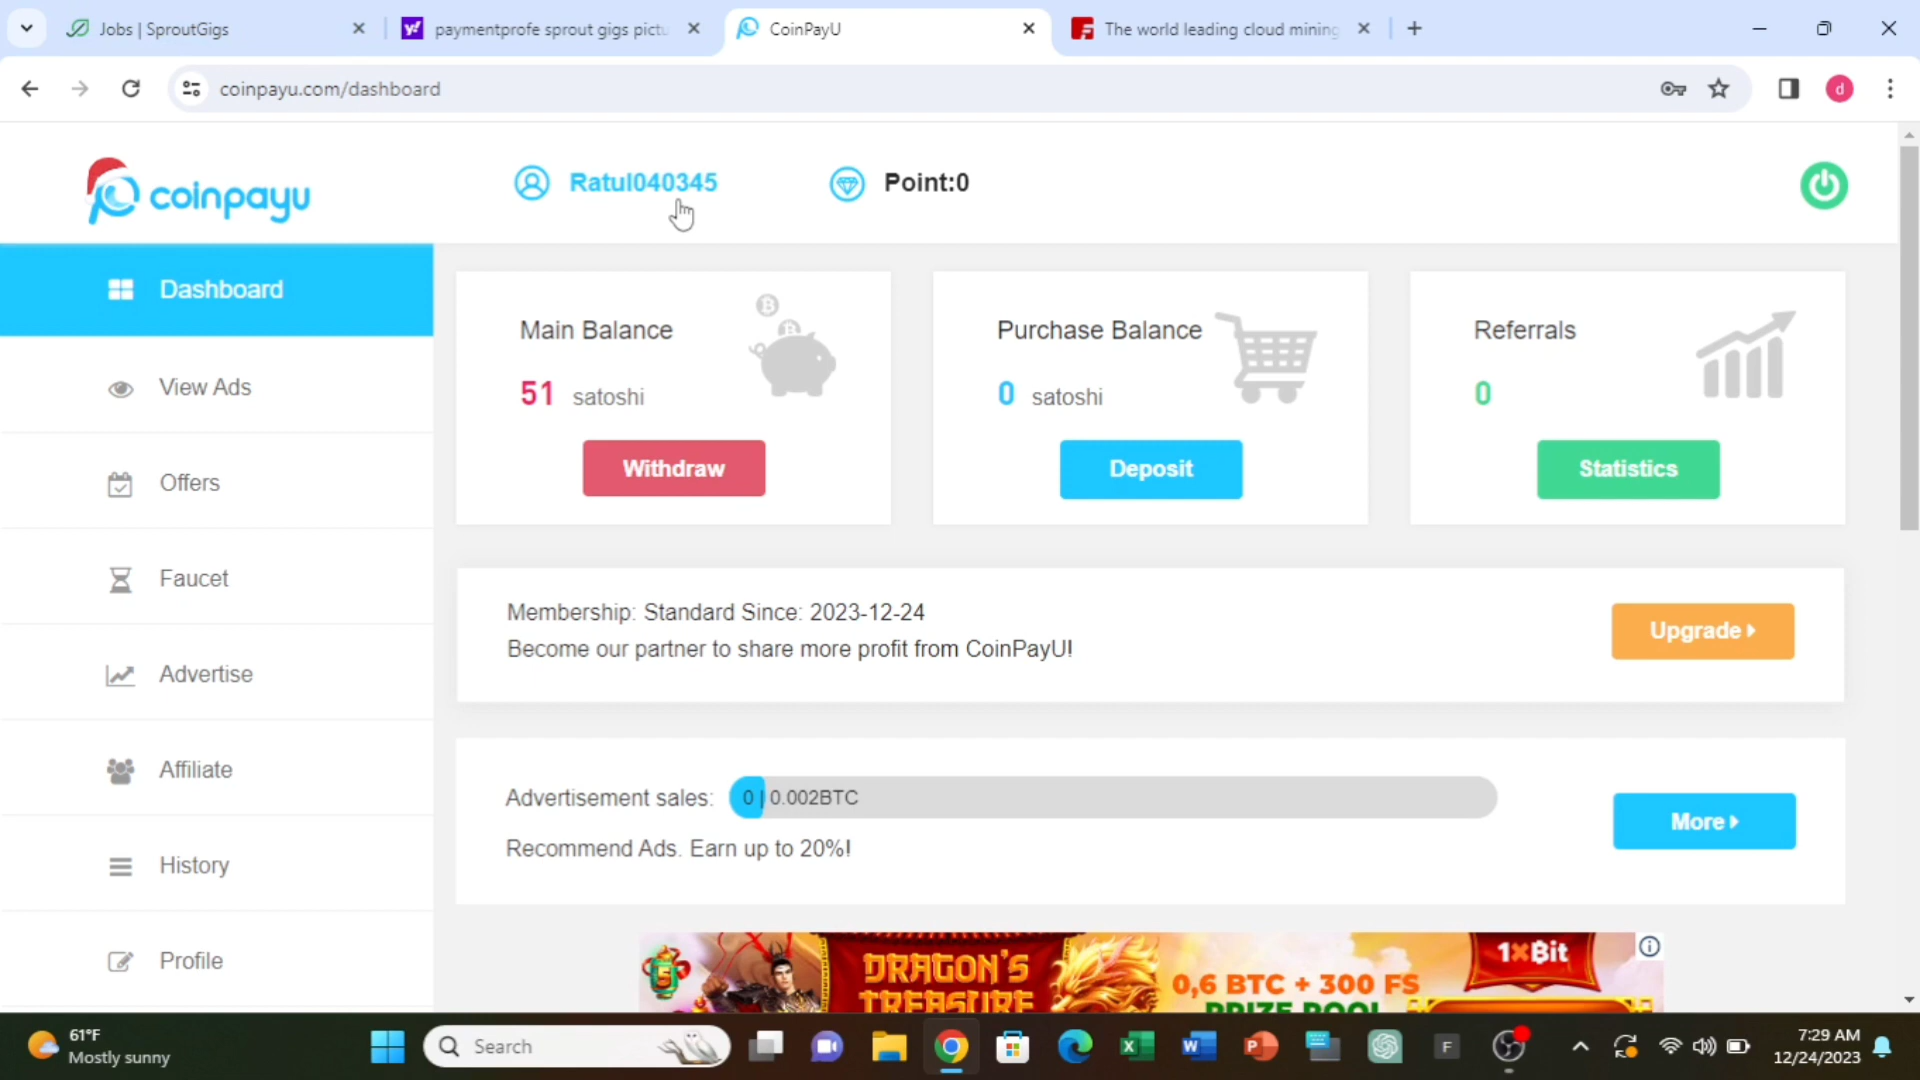 Jobs | SproutGigs
paymentprofe sprout gigs pictu
CoinPayU
The world leading cloud mining
coinpayu.com/dashboard
d
coinpayu
Ratul040345
Point:0
Dashboard
View Ads
Offers
Faucet
Advertise
Affiliate
History
Profile
Main Balance
51 satoshi
Withdraw
Purchase Balance
0 satoshi
Deposit
Referrals
0
Statistics
Membership: Standard Since: 2023-12-24
Become our partner to share more profit from CoinPayU!
Upgrade
Advertisement sales: 0 | 0.002BTC
Recommend Ads. Earn up to 20%!
More
DRAGON'S
TREASURE
0,6 BTC + 300 FS
PRIZE POOL
1xBit
61°F
Mostly sunny
Search
F
7:29 AM
12/24/2023